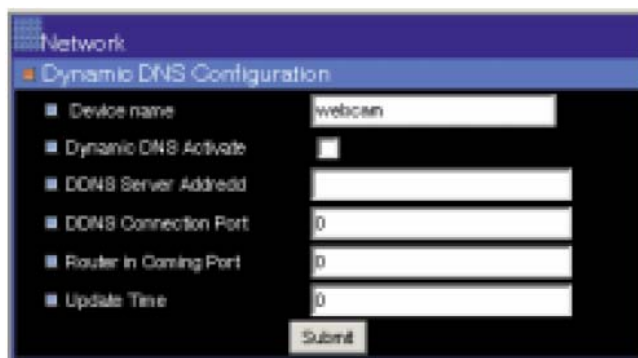 Network
Dynamic DNS Configuration
Device name webcam
Dynamic DNS Activate
DDNS Server Addredd
DDNS Connection Port 0
Router in Coming Port 0
Update Time 0
Submit